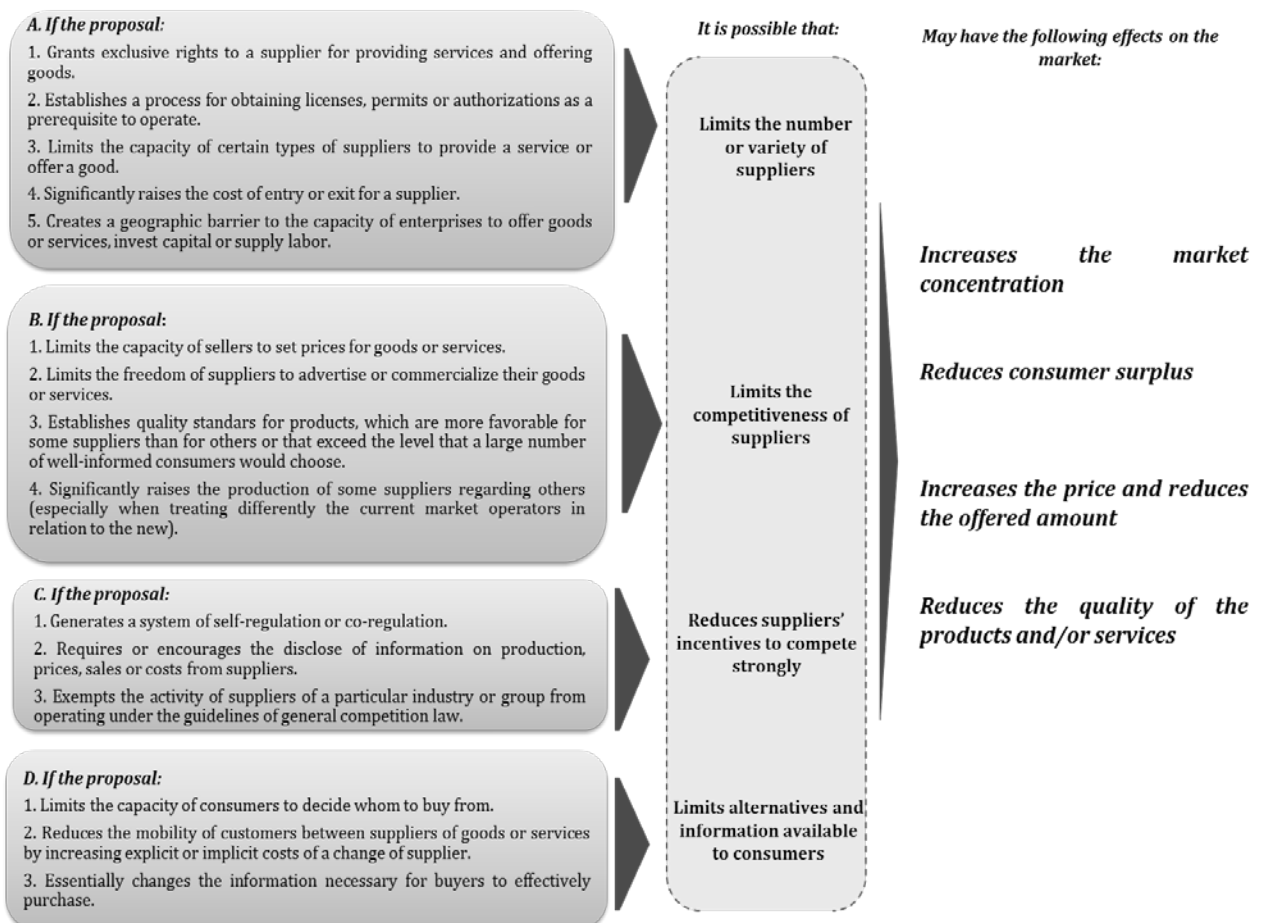 A. If the proposal:
1. Grants exclusive rights to a supplier for providing services and offering
goods.
2. Establishes a process for obtaining licenses, permits or authorizations as a
prerequisite to operate.
3. Limits the capacity of certain types of suppliers to provide a service or
offer a good.
4. Significantly raises the cost of entry or exit for a supplier.
5. Creates a geographic barrier to the capacity of enterprises to offer goods
or services, invest capital or supply labor.
B. If the proposal:
1. Limits the capacity of sellers to set prices for goods or services.
2. Limits the freedom of suppliers to advertise or commercialize their goods
or services.
3. Establishes quality standars for products, which are more favorable for
some suppliers than for others or that exceed the level that a large number
of well-informed consumers would choose.
4. Significantly raises the production of some suppliers regarding others
(especially when treating differently the current market operators in
relation to the new).
C. If the proposal:
1. Generates a system of self-regulation or co-regulation.
2. Requires or encourages the disclose of information on production,
prices, sales or costs from suppliers.
3. Exempts the activity of suppliers of a particular industry or group from
operating under the guidelines of general competition law.
D. If the proposal:
1. Limits the capacity of consumers to decide whom to buy from.
2. Reduces the mobility of customers between suppliers of goods or services
by increasing explicit or implicit costs of a change of supplier.
3. Essentially changes the information necessary for buyers to effectively
purchase.
It is possible that:
Limits the number
or variety of
suppliers
Limits the
competitiveness of
suppliers
Reduces suppliers'
incentives to compete
strongly
Limits alternatives and
information available
to consumers
May have the following effects on the
market:
Increases the market
concentration
Reduces consumer surplus
Increases the price and reduces
the offered amount
Reduces the quality of the
products and/or services